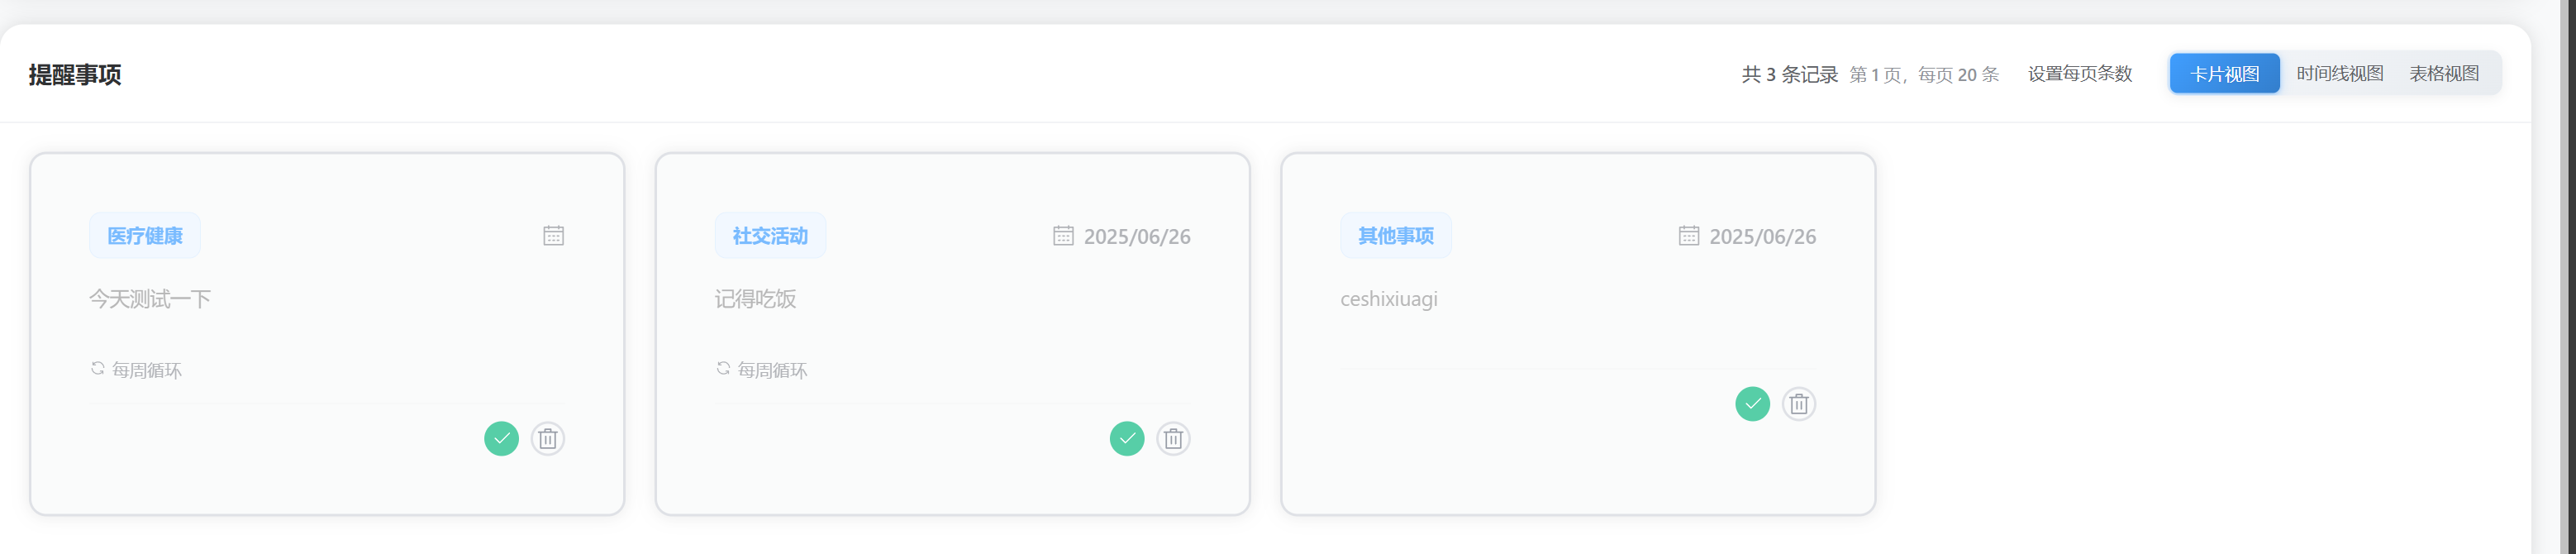 提醒事项
共 3 条记录 第 1 页，每页 20 条 设置每页条数 卡片视图 时间线视图 表格视图
医疗健康
今天测试一下
每周循环
社交活动 2025/06/26
记得吃饭
每周循环
其他事项 2025/06/26
ceshixiuagi